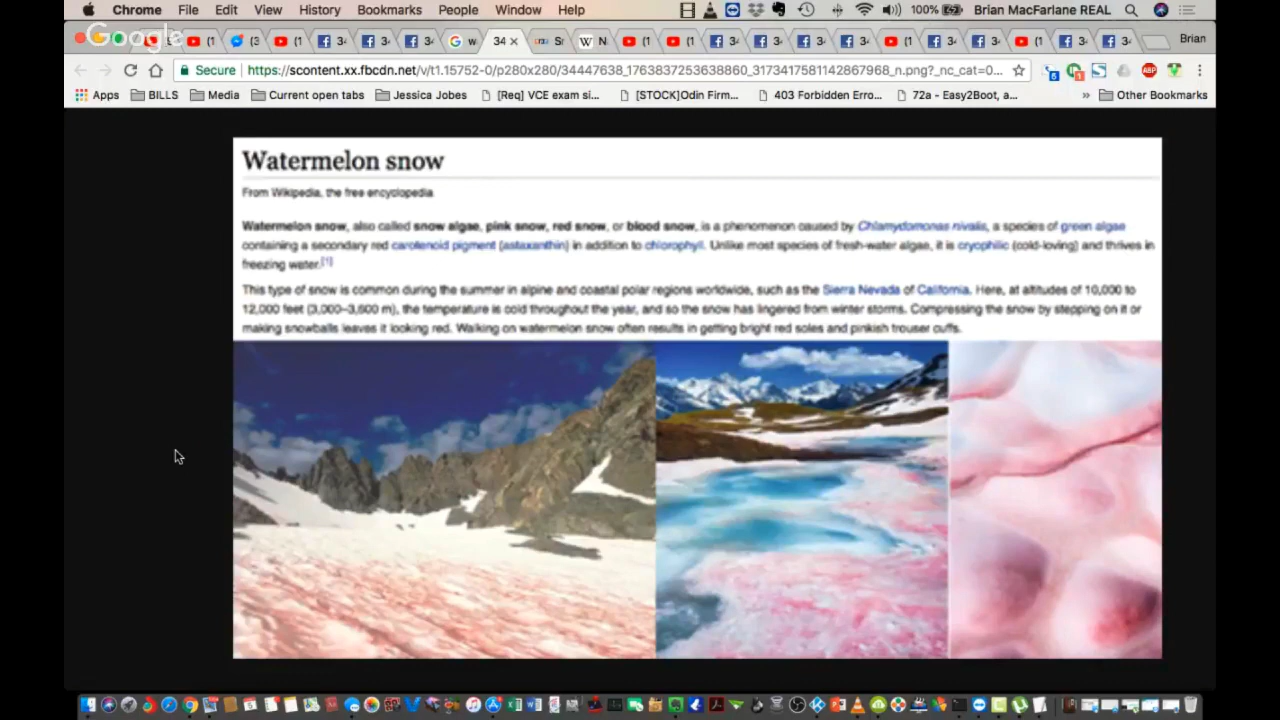 Chrome File Edit View History Bookmarks People Window Help 100% Brian MacFarlane REAL
Google
34 Brian
Secure https://scontent.xx.fbcdn.net/v/t1.15752-0/p280x280/34447638_1763837253638860_3173417581142867968_n.png?_nc_cat=0...
Apps BILLS Media Current open tabs Jessica Jobes [Req] VCE exam si... [STOCK]Odin Firm... 403 Forbidden Erro... 72a - Easy2Boot, a... » Other Bookmarks
Watermelon snow
From Wikipedia, the free encyclopedia
Watermelon snow, also called snow algae, pink snow, red snow, or blood snow, is a phenomenon caused by Chlamydomonas nivalis, a species of green algae
containing a secondary red carotenoid pigment (astaxanthin) in addition to chlorophyll. Unlike most species of fresh-water algae, it is cryophilic (cold-loving) and thrives in
freezing water.[1]
This type of snow is common during the summer in alpine and coastal polar regions worldwide, such as the Sierra Nevada of California. Here, at altitudes of 10,000 to
12,000 feet (3,000–3,600 m), the temperature is cold throughout the year, and so the snow has lingered from winter storms. Compressing the snow by stepping on it or
making snowballs leaves it looking red. Walking on watermelon snow often results in getting bright red soles and pinkish trouser cuffs.